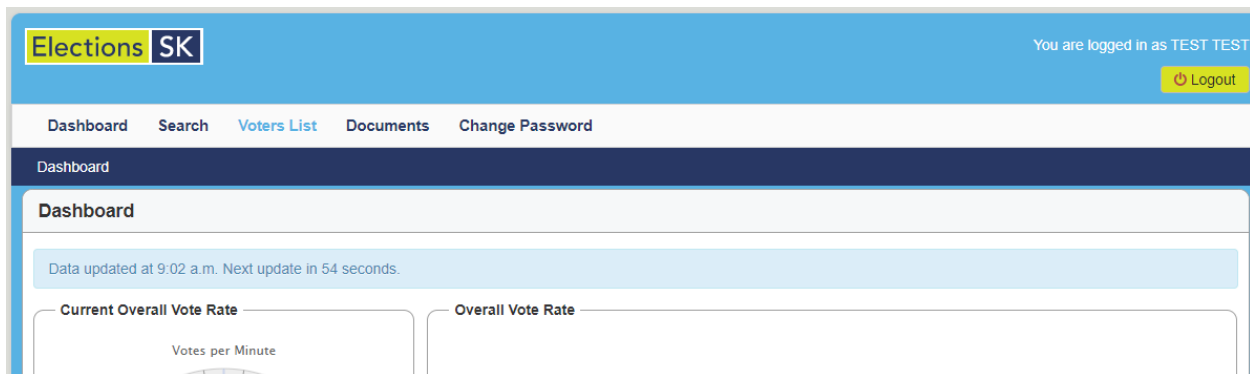 Elections SK
You are logged in as TEST TEST
Logout
Dashboard Search Voters List Documents Change Password
Dashboard
Dashboard
Data updated at 9:02 a.m. Next update in 54 seconds.
Current Overall Vote Rate
Overall Vote Rate
Votes per Minute